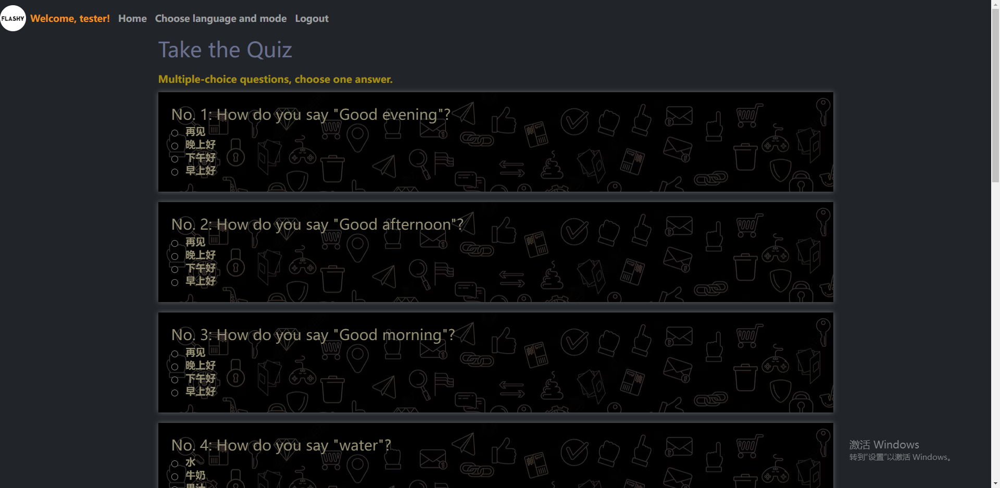 FLASHY Welcome, tester! Home Choose language and mode Logout
Take the Quiz
Multiple-choice questions, choose one answer.
No. 1: How do you say "Good evening"?
再见
晚上好
下午好
早上好
No. 2: How do you say "Good afternoon"?
再见
晚上好
下午好
早上好
No. 3: How do you say "Good morning"?
再见
晚上好
下午好
早上好
No. 4: How do you say "water"?
水
牛奶
激活 Windows
转到“设置”以激活 Windows。